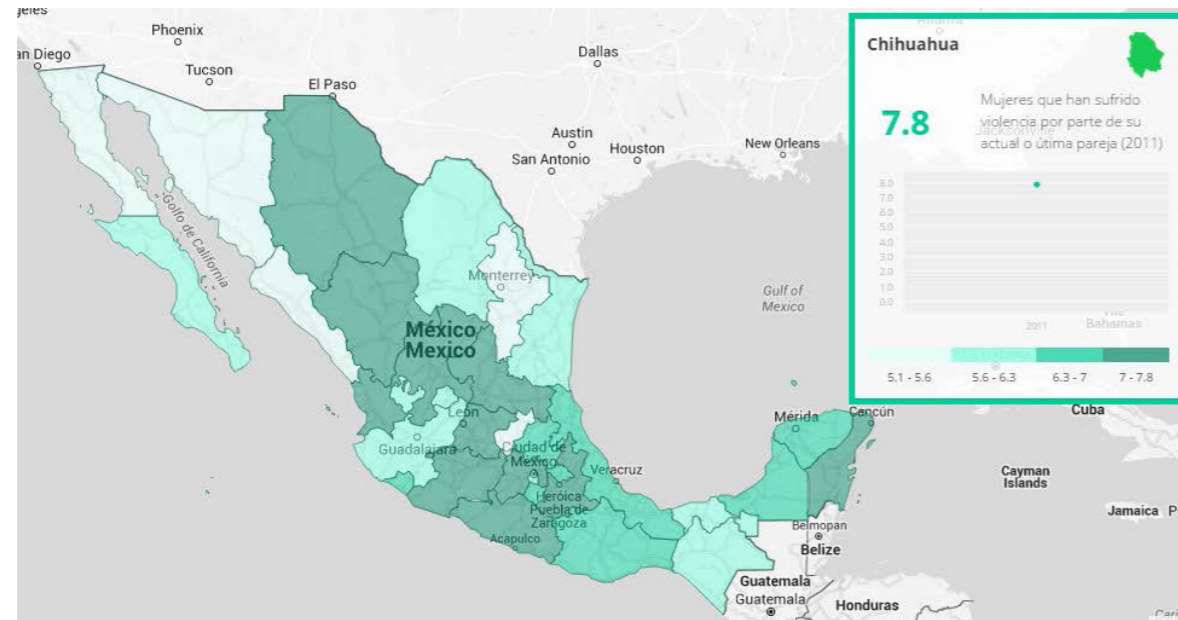 Phoenix
an Diego
Tucson
El Paso
Dallas
Austin
San Antonio
Houston
New Orleans
Golfo de California
Monterrey
Gulf of
Mexico
México
Mexico
León
Guadalajara
Ciudad de
México
Veracruz
Heróica
Puebla de
Zaragoza
Acapulco
Mérida
Cancún
Cuba
Cayman
Islands
Jamaica P
Belmopan
Belize
Guatemala
Guatemala
Honduras
Chihuahua
7.8
Mujeres que han sufrido
violencia por parte de su
actual o útima pareja (2011)
Jacksonville
8.0
7.0
6.0
5.0
4.0
3.0
2.0
1.0
0.0
2011
The
Bahamas
5.1 - 5.6
5.6 - 6.3
6.3 - 7
7 - 7.8